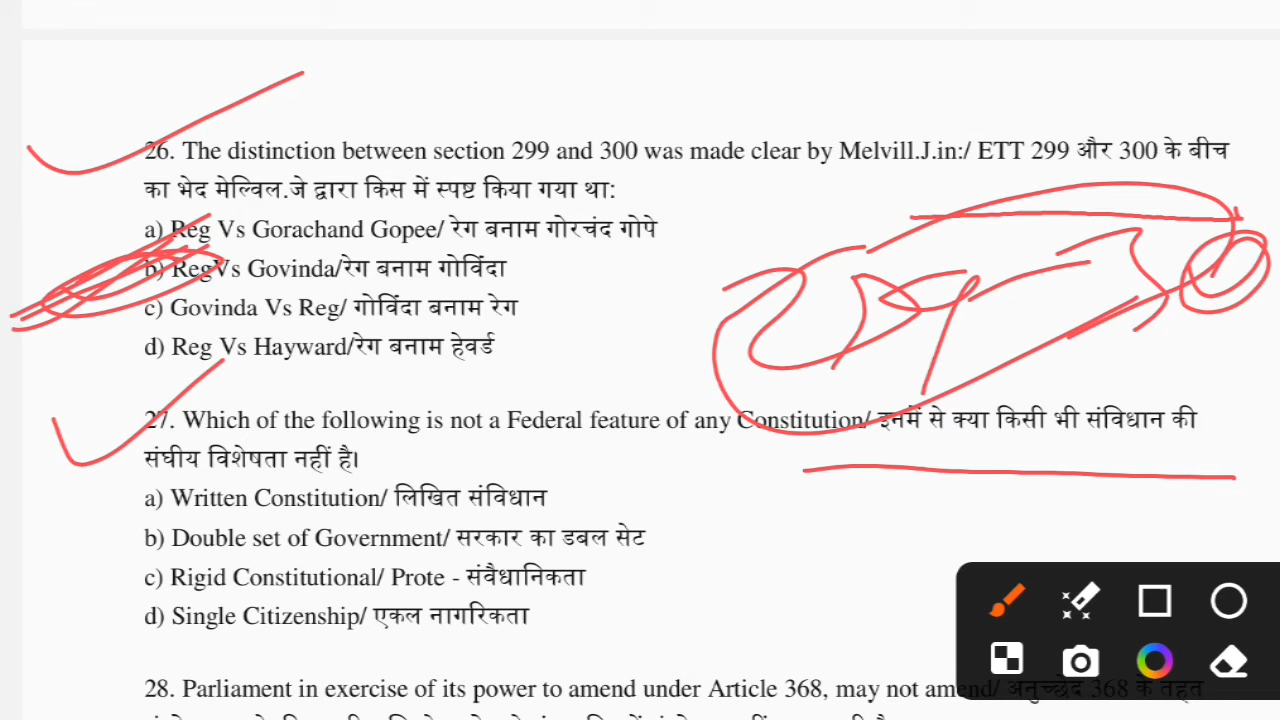 26. The distinction between section 299 and 300 was made clear by Melvill.J.in:/ ETT 299 और 300 के बीच
का भेद मेल्विल.जे द्वारा किस में स्पष्ट किया गया था:
a) Reg Vs Gorachand Gopee/ रेग बनाम गोरचंद गोपे
b) RegVs Govinda/रेग बनाम गोविंदा
c) Govinda Vs Reg/ गोविंदा बनाम रेग
d) Reg Vs Hayward/रेग बनाम हेवर्ड
27. Which of the following is not a Federal feature of any Constitution/ इनमें से क्या किसी भी संविधान की
संघीय विशेषता नहीं है।
a) Written Constitution/ लिखित संविधान
b) Double set of Government/ सरकार का डबल सेट
c) Rigid Constitutional/ Prote - संवैधानिकता
d) Single Citizenship/ एकल नागरिकता
28. Parliament in exercise of its power to amend under Article 368, may not amend/ अनुच्छेद 368 के तहत